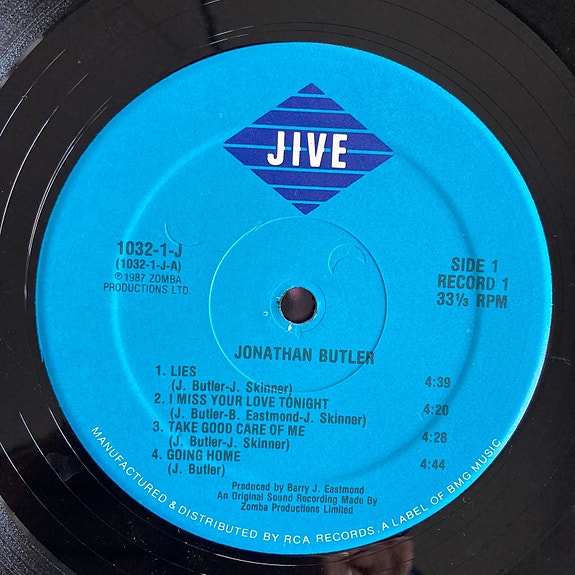 JIVE
1032-1-J
(1032-1-J-A)
℗1987 ZOMBA
PRODUCTIONS LTD.
SIDE 1
RECORD 1
33⅓ RPM
JONATHAN BUTLER
1. LIES
(J. Butler-J. Skinner) 4:39
2. I MISS YOUR LOVE TONIGHT
(J. Butler-B. Eastmond-J. Skinner) 4:20
3. TAKE GOOD CARE OF ME
(J. Butler-J. Skinner) 4:28
4. GOING HOME
(J. Butler) 4:44
Produced by Barry J. Eastmond
An Original Sound Recording Made By
Zomba Productions Limited
MANUFACTURED & DISTRIBUTED BY RCA RECORDS, A LABEL OF BMG MUSIC